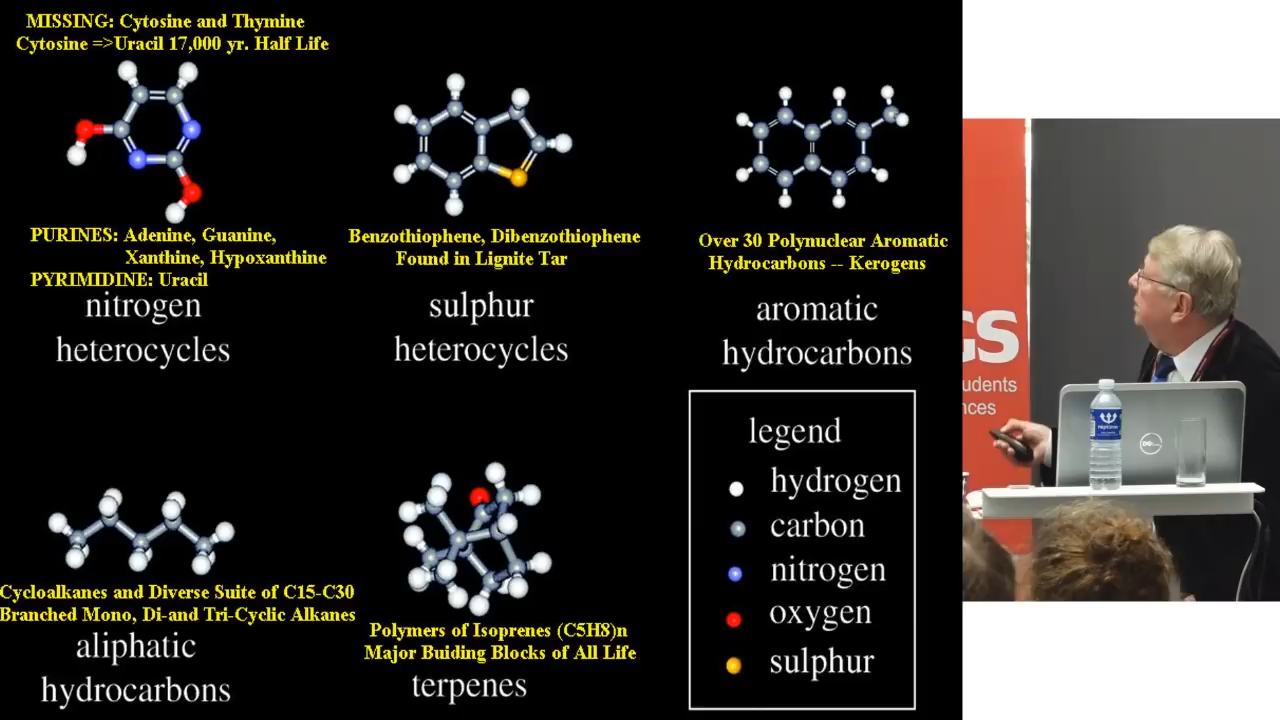 MISSING: Cytosine and Thymine
Cytosine =>Uracil 17,000 yr. Half Life
PURINES: Adenine, Guanine,
Xanthine, Hypoxanthine
PYRIMIDINE: Uracil
nitrogen
heterocycles
Benzothiophene, Dibenzothiophene
Found in Lignite Tar
sulphur
heterocycles
Over 30 Polynuclear Aromatic
Hydrocarbons -- Kerogens
aromatic
hydrocarbons
Cycloalkanes and Diverse Suite of C15-C30
Branched Mono, Di-and Tri-Cyclic Alkanes
aliphatic
hydrocarbons
Polymers of Isoprenes (C5H8)n
Major Buiding Blocks of All Life
terpenes
legend
hydrogen
carbon
nitrogen
oxygen
sulphur
GS
udents
nces
DELL